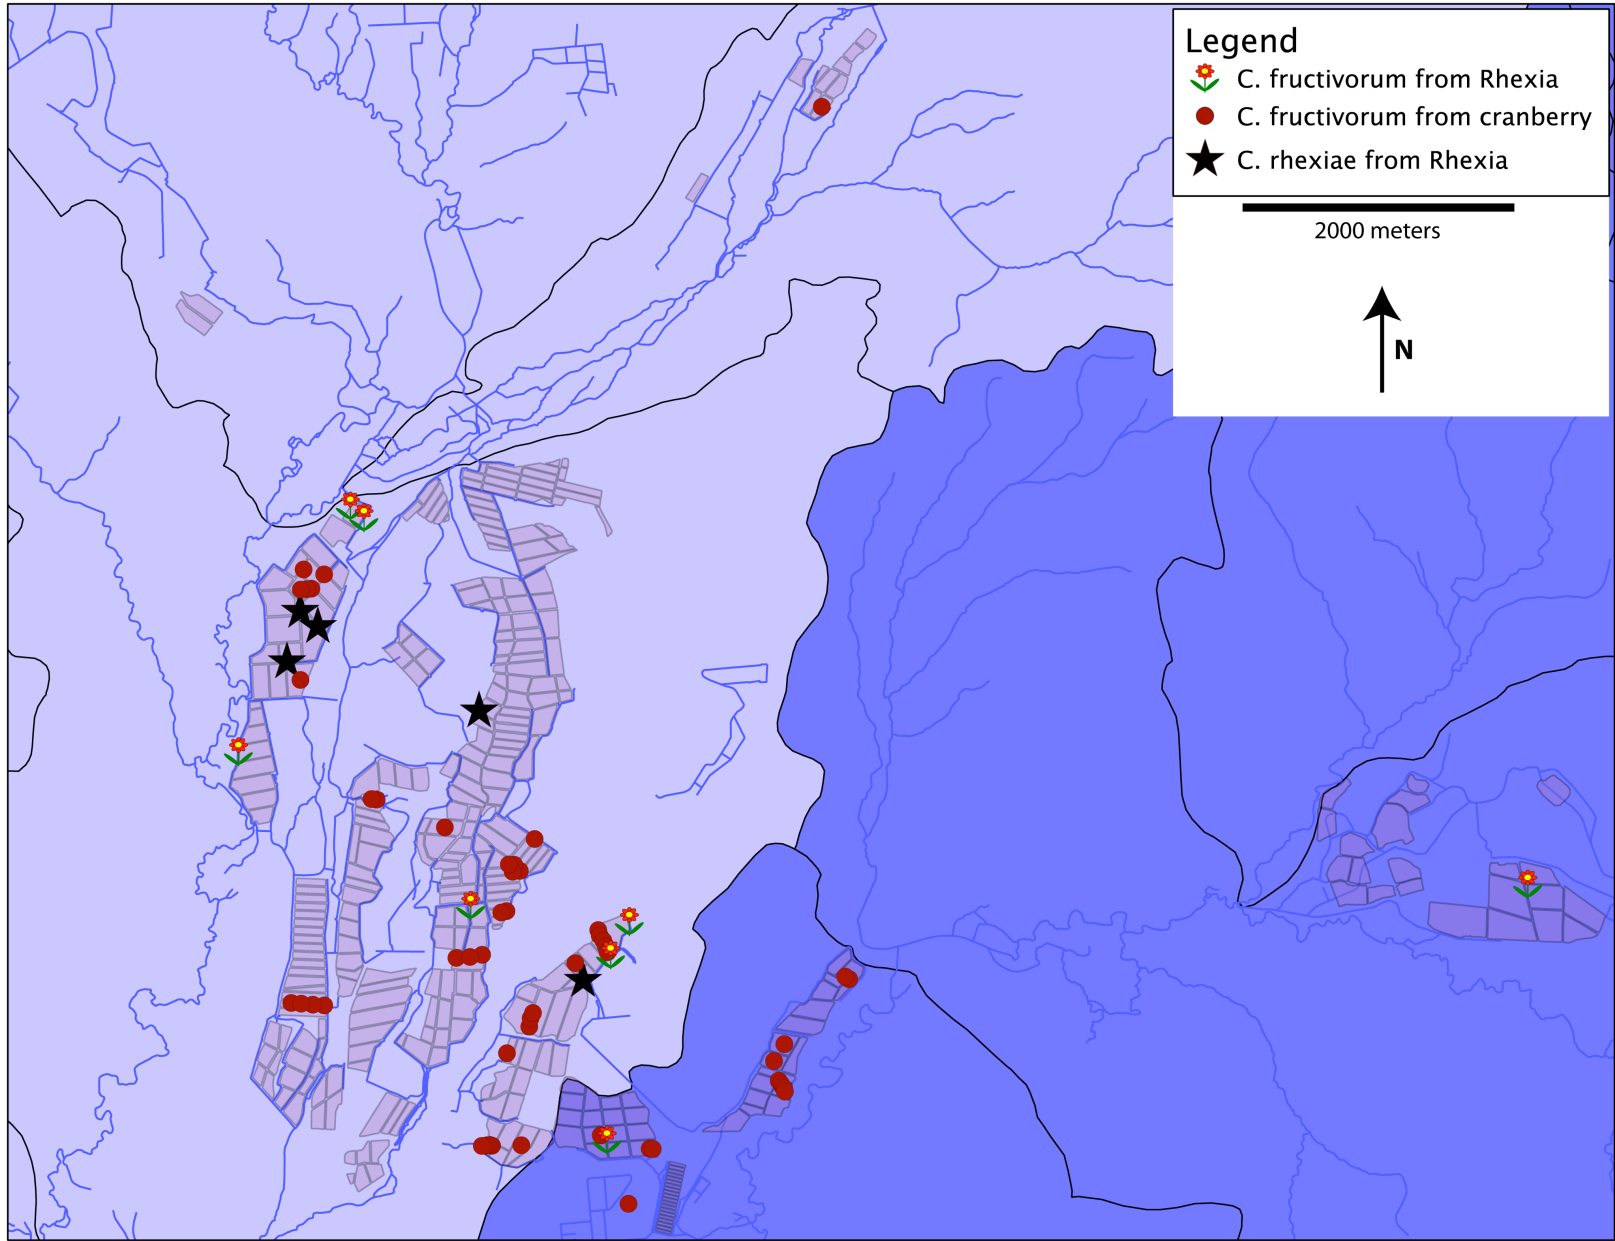 Legend
C. fructivorum from Rhexia
C. fructivorum from cranberry
C. rhexiae from Rhexia
2000 meters
N